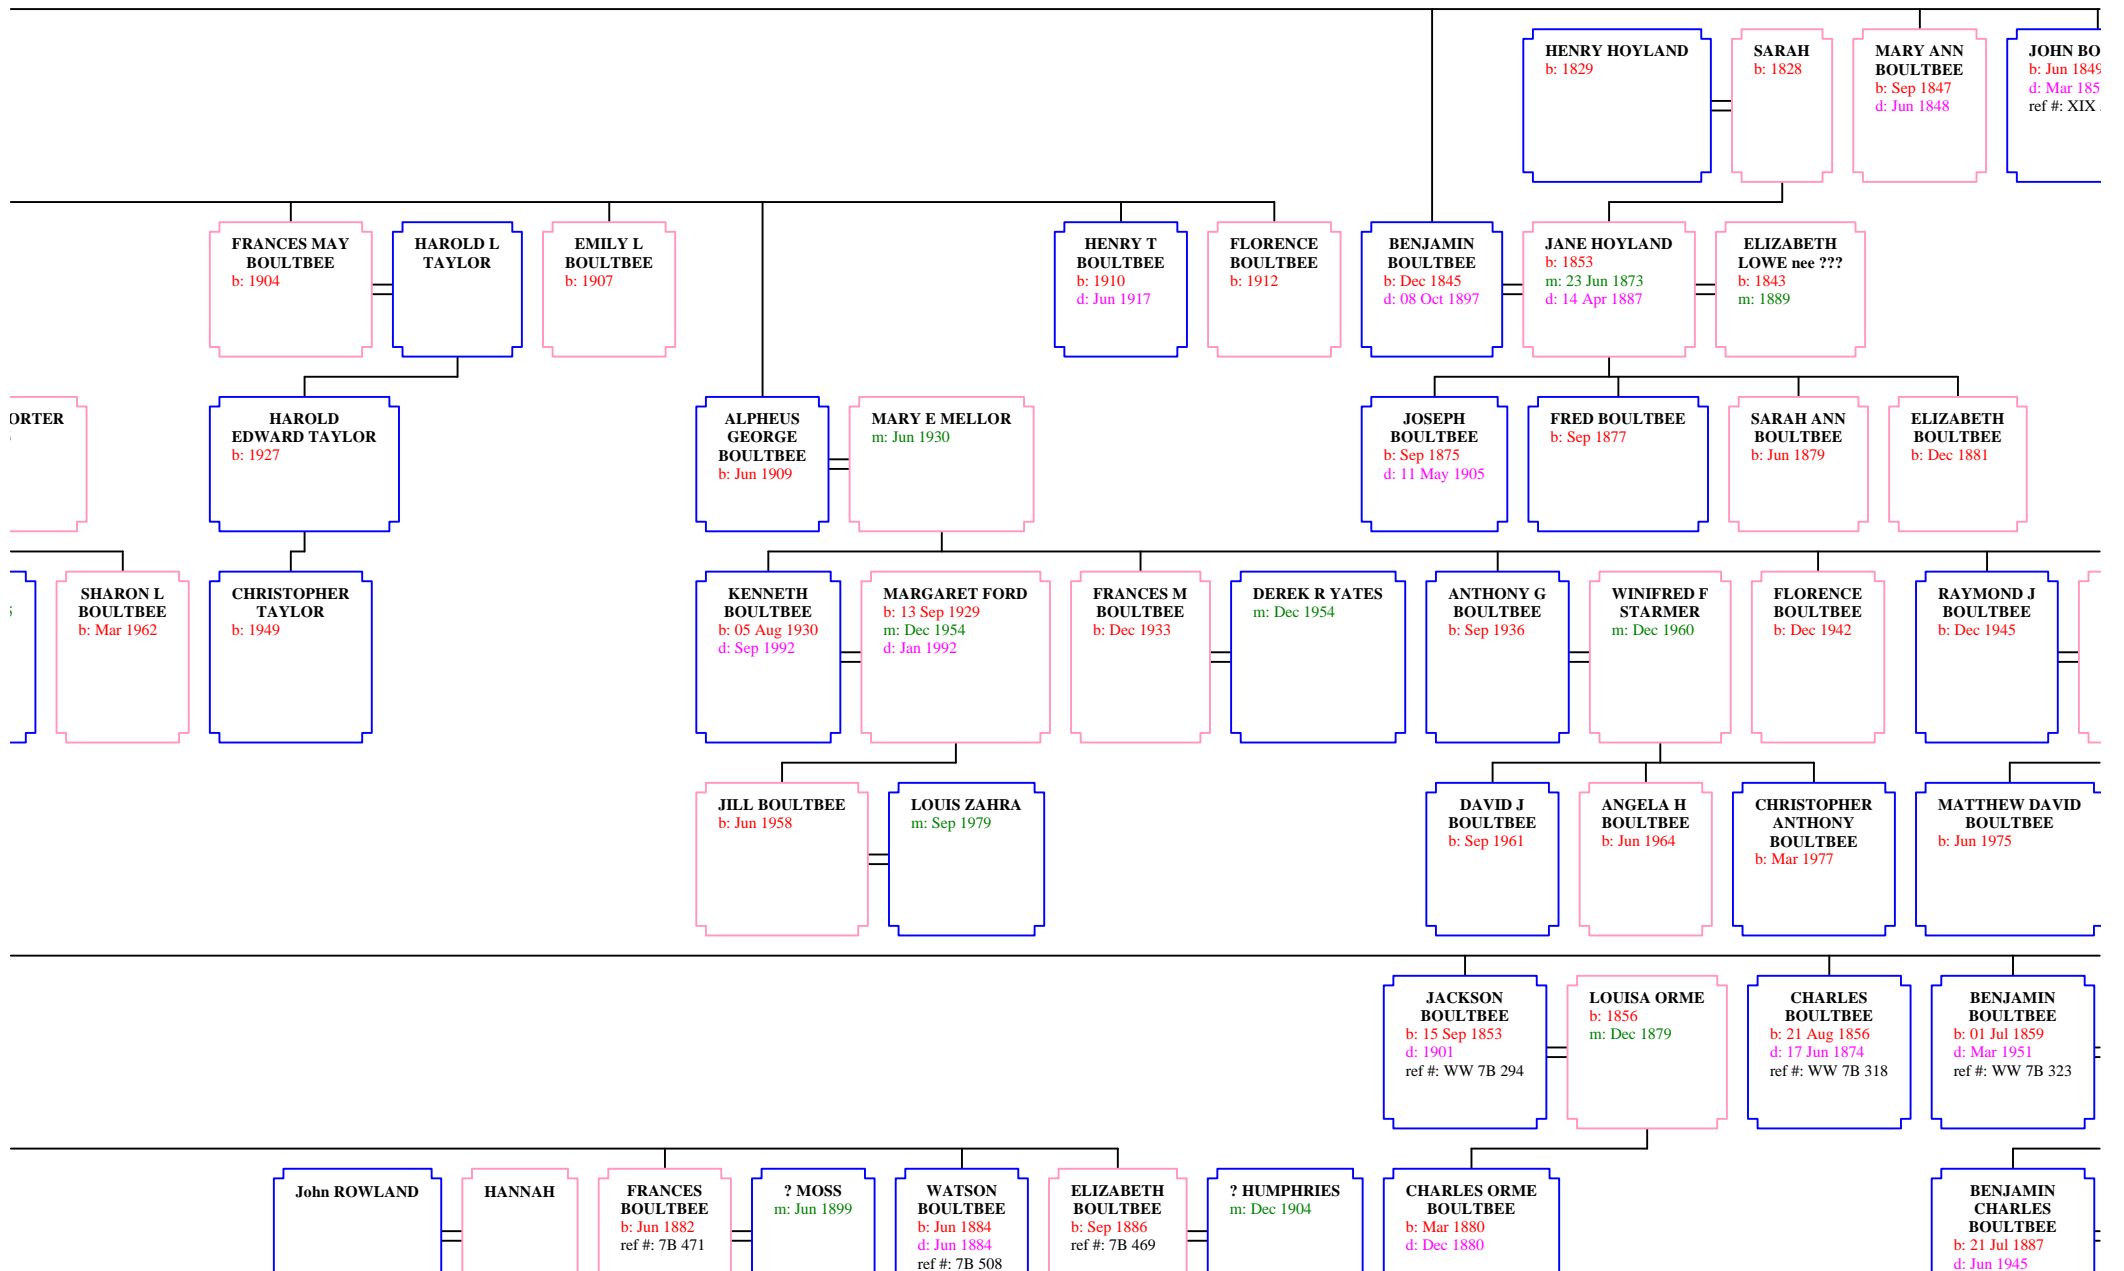 HENRY HOYLAND
b: 1829
SARAH
b: 1828
MARY ANN
BOULTBEE
b: Sep 1847
d: Jun 1848
JOHN BO
b: Jun 1849
d: Mar 185
ref #: XIX
FRANCES MAY
BOULTBEE
b: 1904
HAROLD L
TAYLOR
EMILY L
BOULTBEE
b: 1907
HENRY T
BOULTBEE
b: 1910
d: Jun 1917
FLORENCE
BOULTBEE
b: 1912
BENJAMIN
BOULTBEE
b: Dec 1845
d: 08 Oct 1897
JANE HOYLAND
b: 1853
m: 23 Jun 1873
d: 14 Apr 1887
ELIZABETH
LOWE nee ???
b: 1843
m: 1889
ORTER
HAROLD
EDWARD TAYLOR
b: 1927
ALPHEUS
GEORGE
BOULTBEE
b: Jun 1909
MARY E MELLOR
m: Jun 1930
JOSEPH
BOULTBEE
b: Sep 1875
d: 11 May 1905
FRED BOULTBEE
b: Sep 1877
SARAH ANN
BOULTBEE
b: Jun 1879
ELIZABETH
BOULTBEE
b: Dec 1881
SHARON L
BOULTBEE
b: Mar 1962
CHRISTOPHER
TAYLOR
b: 1949
KENNETH
BOULTBEE
b: 05 Aug 1930
d: Sep 1992
MARGARET FORD
b: 13 Sep 1929
m: Dec 1954
d: Jan 1992
FRANCES M
BOULTBEE
b: Dec 1933
DEREK R YATES
m: Dec 1954
ANTHONY G
BOULTBEE
b: Sep 1936
WINIFRED F
STARMER
m: Dec 1960
FLORENCE
BOULTBEE
b: Dec 1942
RAYMOND J
BOULTBEE
b: Dec 1945
JILL BOULTBEE
b: Jun 1958
LOUIS ZAHRA
m: Sep 1979
DAVID J
BOULTBEE
b: Sep 1961
ANGELA H
BOULTBEE
b: Jun 1964
CHRISTOPHER
ANTHONY
BOULTBEE
b: Mar 1977
MATTHEW DAVID
BOULTBEE
b: Jun 1975
JACKSON
BOULTBEE
b: 15 Sep 1853
d: 1901
ref #: WW 7B 294
LOUISA ORME
b: 1856
m: Dec 1879
CHARLES
BOULTBEE
b: 21 Aug 1856
d: 17 Jun 1874
ref #: WW 7B 318
BENJAMIN
BOULTBEE
b: 01 Jul 1859
d: Mar 1951
ref #: WW 7B 323
John ROWLAND
HANNAH
FRANCES
BOULTBEE
b: Jun 1882
ref #: 7B 471
? MOSS
m: Jun 1899
WATSON
BOULTBEE
b: Jun 1884
d: Jun 1884
ref #: 7B 508
ELIZABETH
BOULTBEE
b: Sep 1886
ref #: 7B 469
? HUMPHRIES
m: Dec 1904
CHARLES ORME
BOULTBEE
b: Mar 1880
d: Dec 1880
BENJAMIN
CHARLES
BOULTBEE
b: 21 Jul 1887
d: Jun 1945